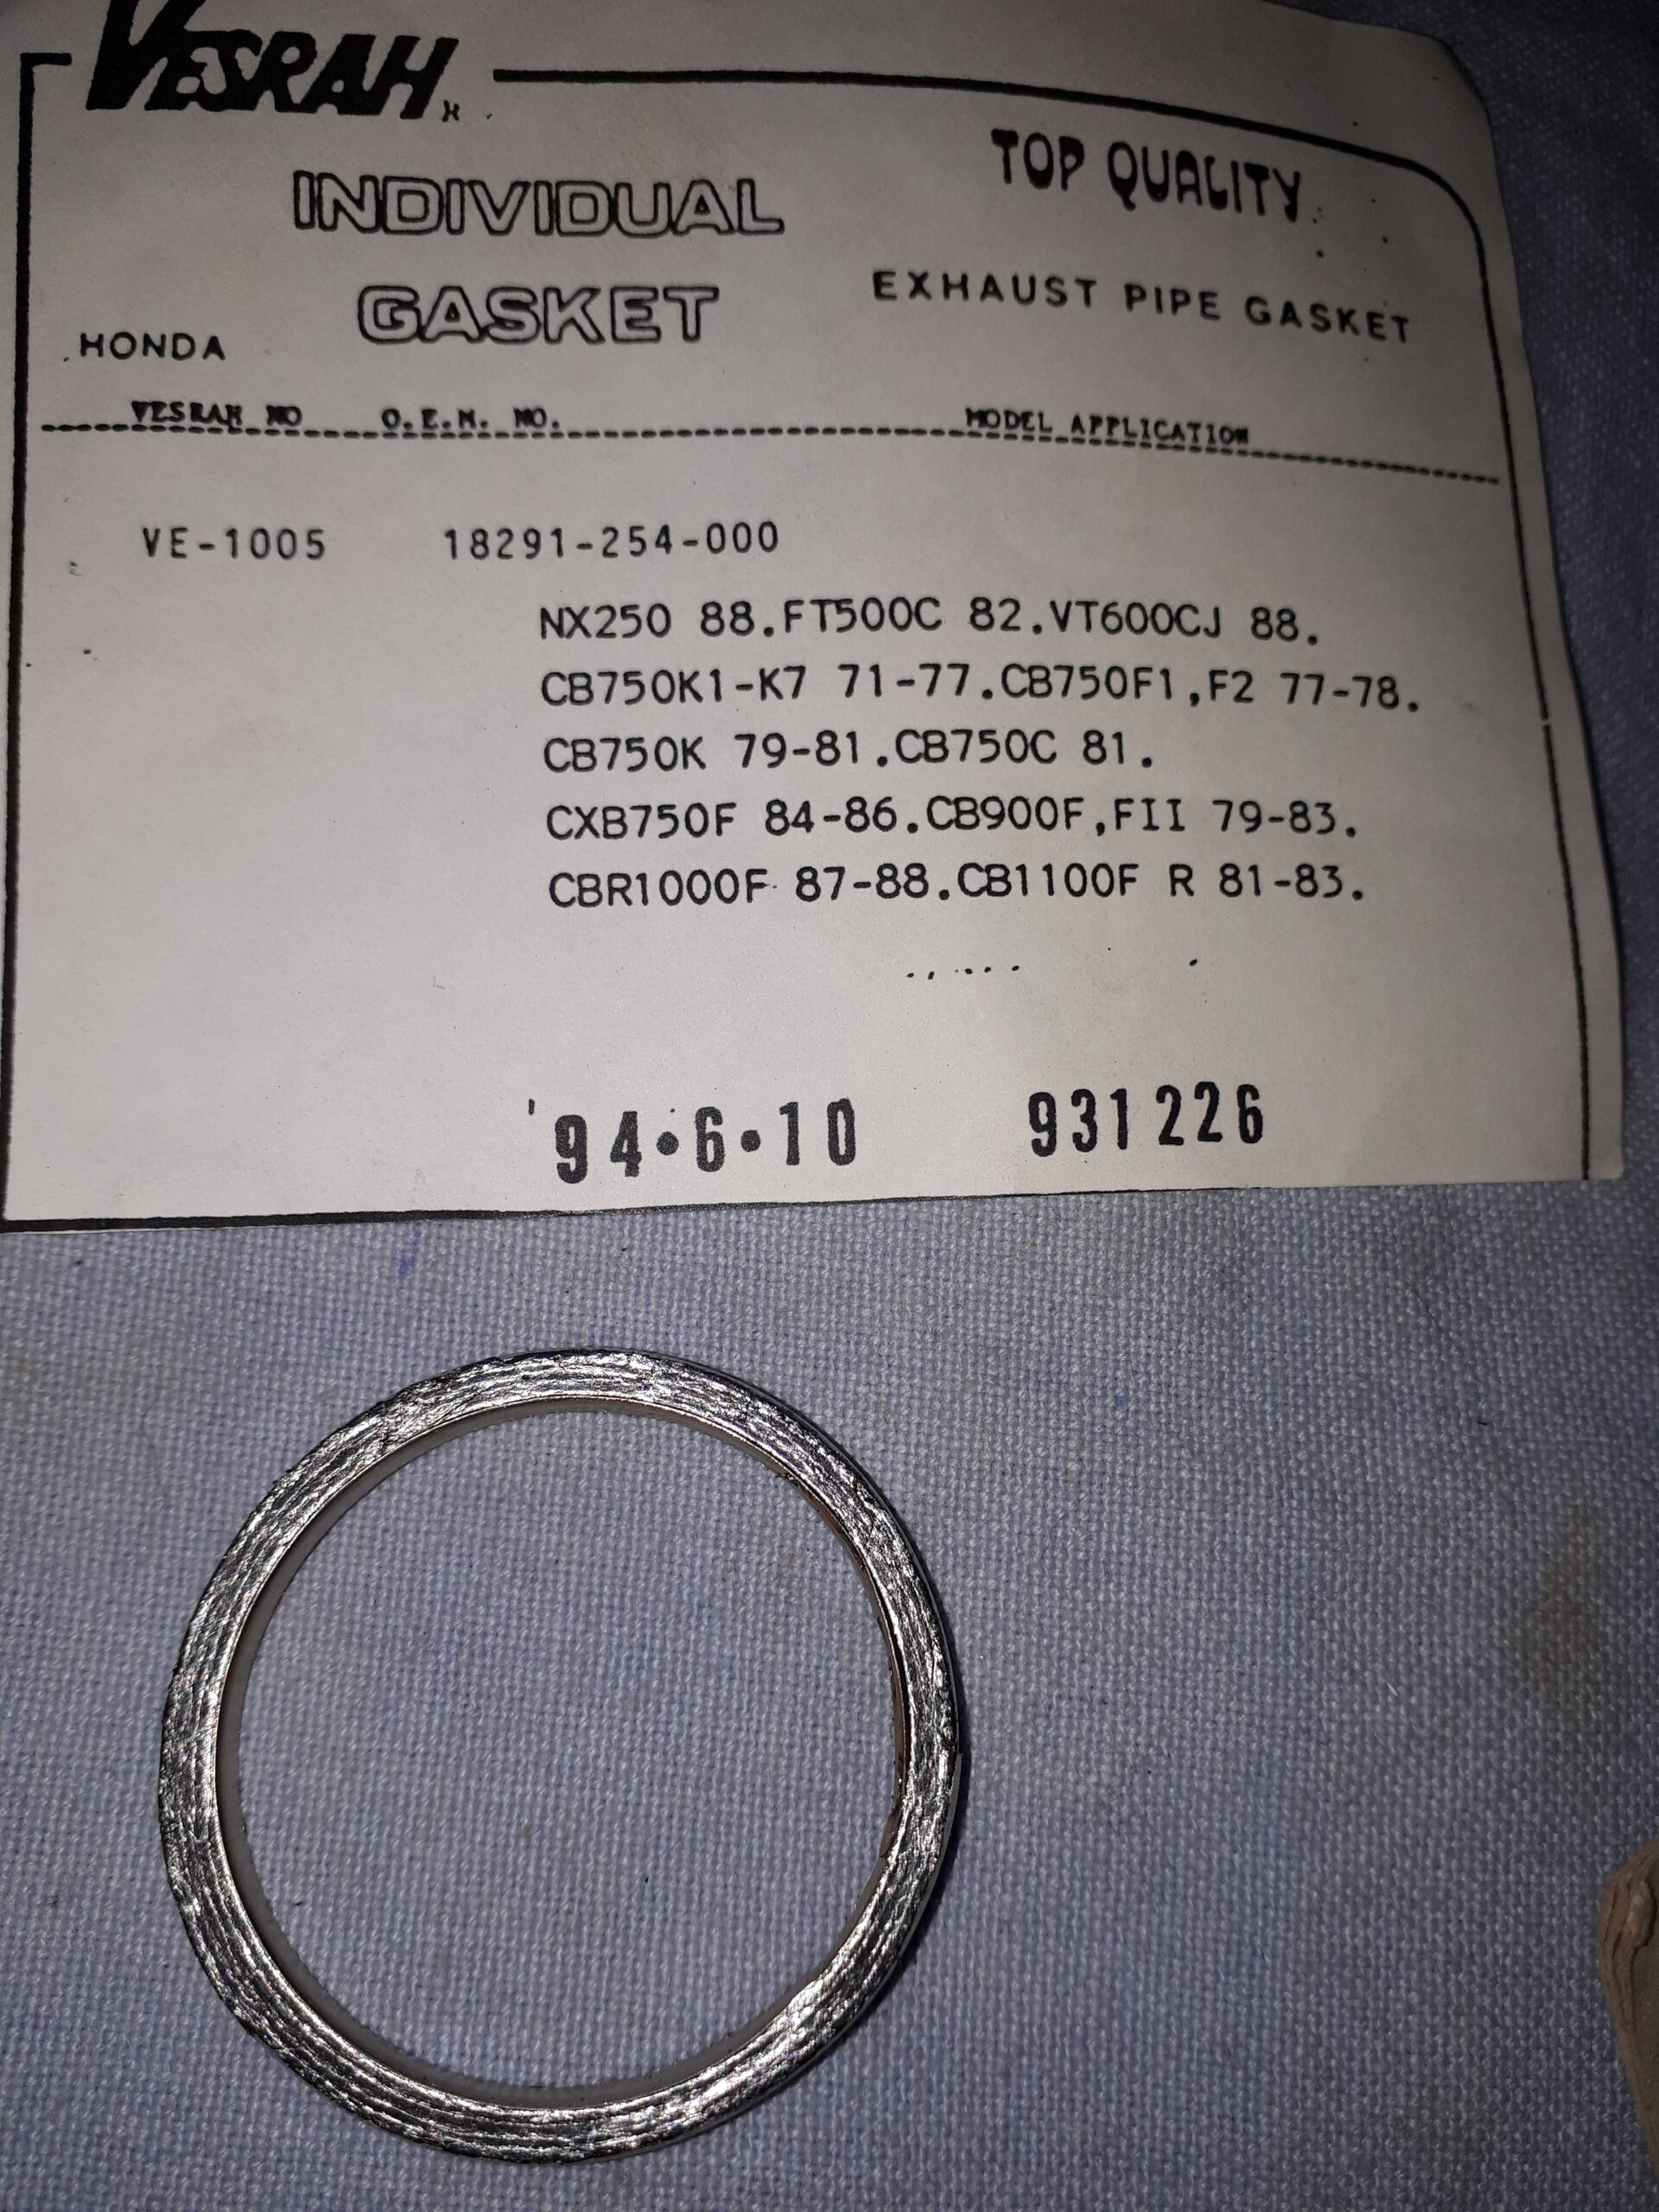 VESRAH
INDIVIDUAL
GASKET
TOP QUALITY
EXHAUST PIPE GASKET
HONDA
VESRAH NO O.E.M. NO. MODEL APPLICATION
VE-1005 18291-254-000
NX250 88.FT500C 82.VT600CJ 88.
CB750K1-K7 71-77.CB750F1,F2 77-78.
CB750K 79-81.CB750C 81.
CXB750F 84-86.CB900F,FII 79-83.
CBR1000F 87-88.CB1100F R 81-83.
'94•6•10 931226